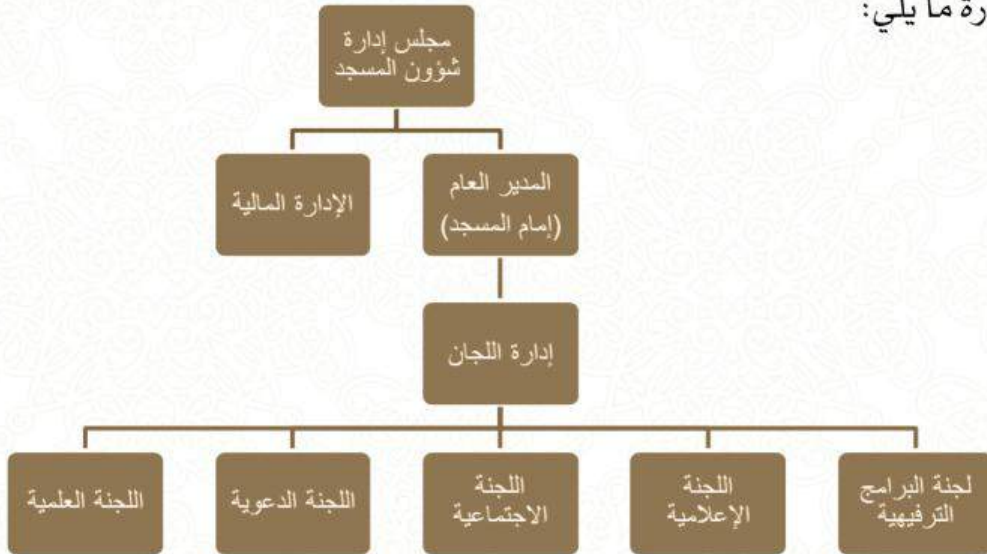 رة ما يلي:
مجلس إدارة
شؤون المسجد
المدير العام
(إمام المسجد)
الإدارة المالية
إدارة اللجان
لجنة البرامج
الترفيهية
اللجنة
الإعلامية
اللجنة
الاجتماعية
اللجنة الدعوية
اللجنة العلمية